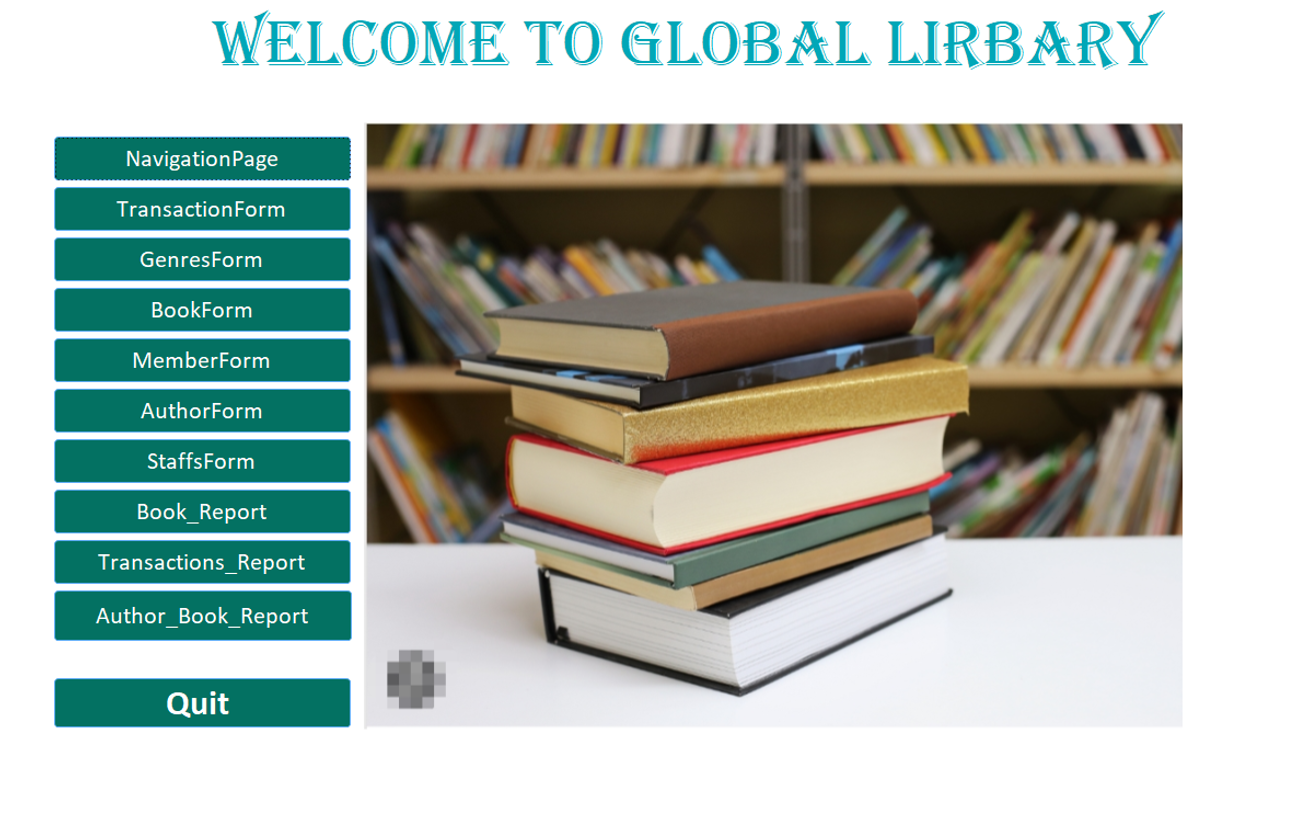 WELCOME TO GLOBAL LIRBARY
NavigationPage
TransactionForm
GenresForm
BookForm
MemberForm
AuthorForm
StaffsForm
Book_Report
Transactions_Report
Author_Book_Report
Quit